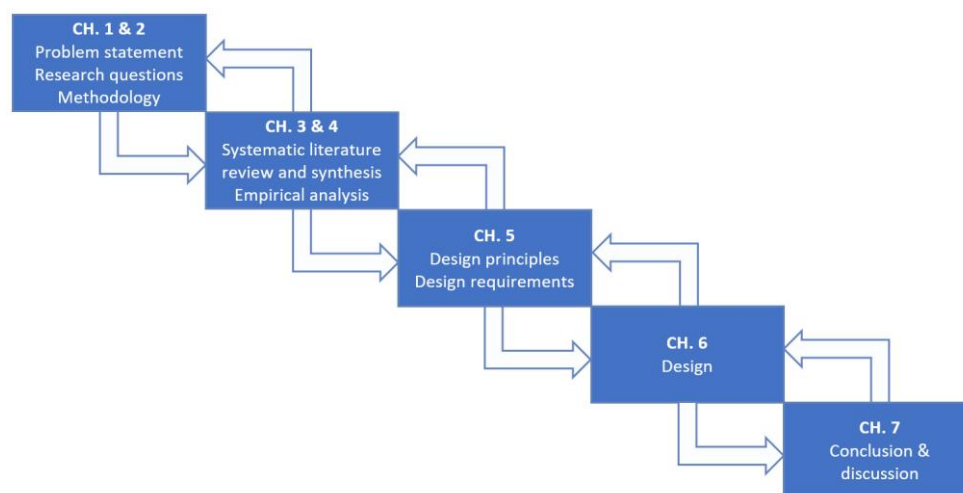 CH. 1 & 2
Problem statement
Research questions
Methodology
CH. 3 & 4
Systematic literature
review and synthesis
Empirical analysis
CH. 5
Design principles
Design requirements
CH. 6
Design
CH. 7
Conclusion &
discussion